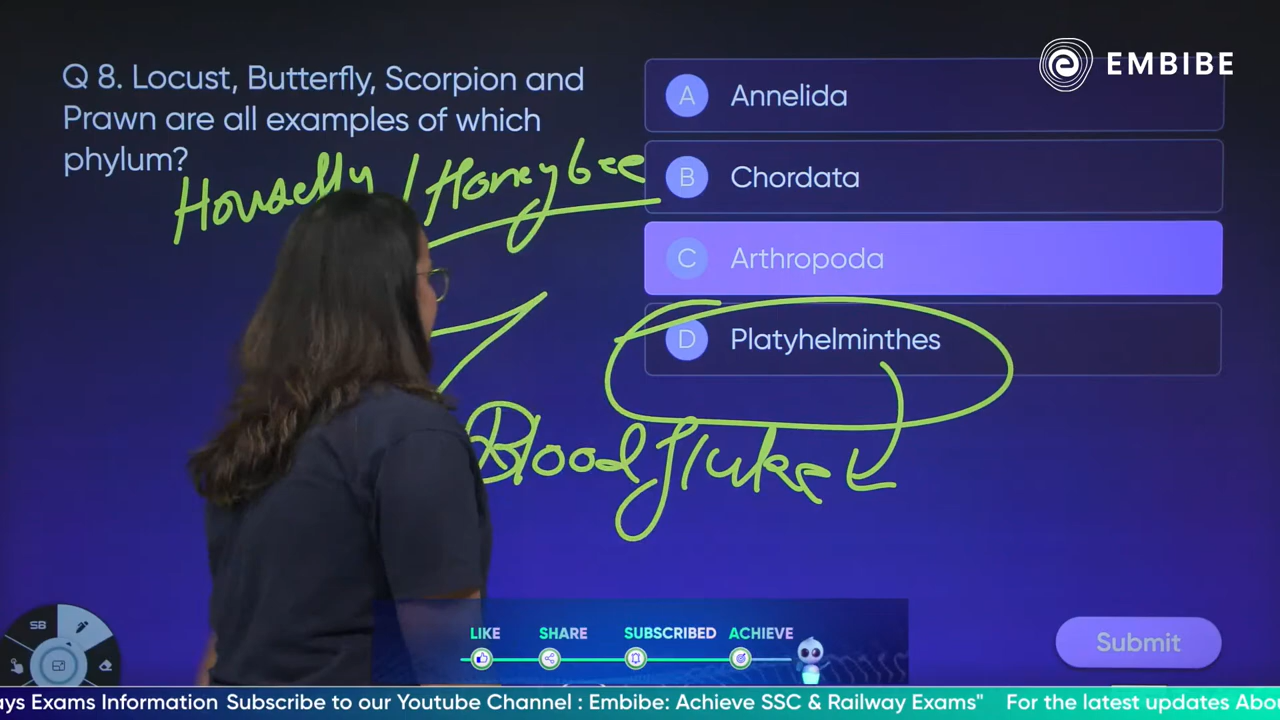 EMBIBE
Q 8. Locust, Butterfly, Scorpion and
Prawn are all examples of which
phylum?
Housefly / Honeybee
A Annelida
B Chordata
C Arthropoda
D Platyhelminthes
Blood fluke
SB
LIKE SHARE SUBSCRIBED ACHIEVE
Submit
ays Exams Information Subscribe to our Youtube Channel : Embibe: Achieve SSC & Railway Exams" For the latest updates Abo